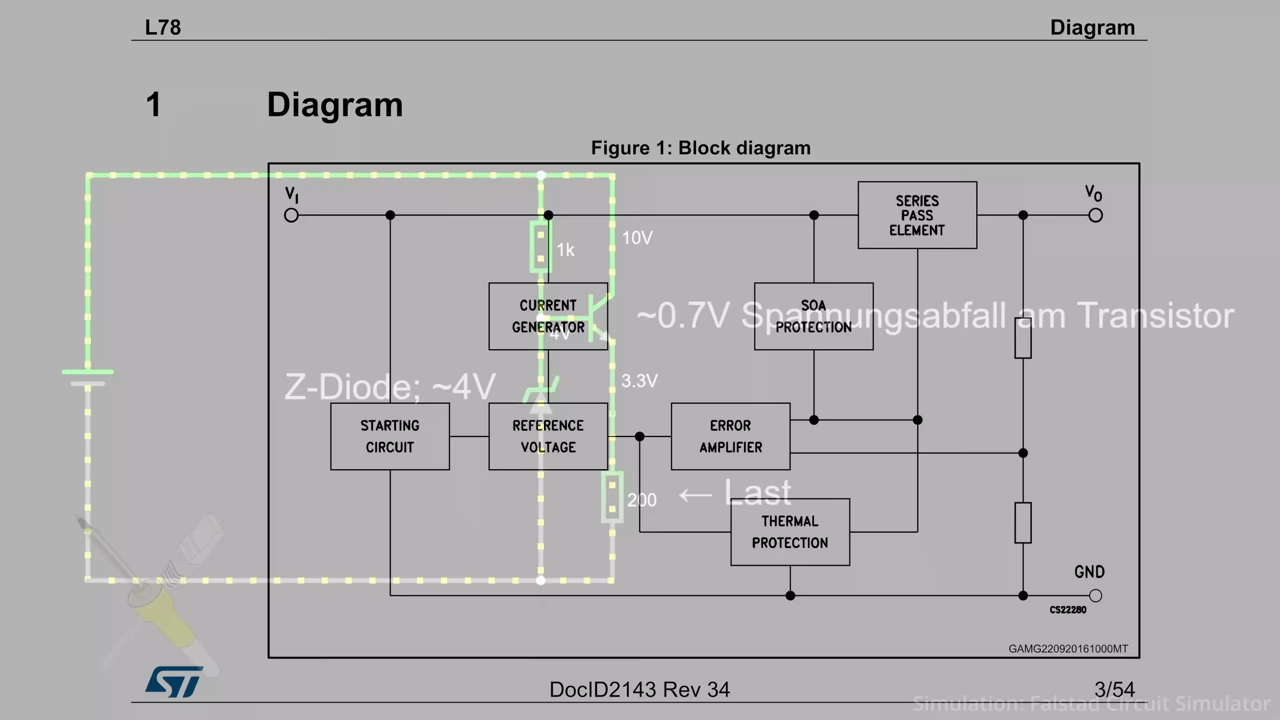 L78
Diagram
1 Diagram
Figure 1: Block diagram
VI
VO
SERIES
PASS
ELEMENT
10V
1k
CURRENT
GENERATOR
4V
~0.7V Spannungsabfall am Transistor
SOA
PROTECTION
Z-Diode; ~4V
3.3V
STARTING
CIRCUIT
REFERENCE
VOLTAGE
ERROR
AMPLIFIER
200
← Last
THERMAL
PROTECTION
GND
CS22280
GAMG220920161000MT
ST
DocID2143 Rev 34
3/54
Simulation: Falstad Circuit Simulator